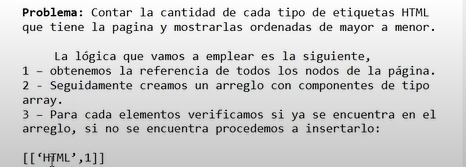 Problema: Contar la cantidad de cada tipo de etiquetas HTML
que tiene la pagina y mostrarlas ordenadas de mayor a menor.
La lógica que vamos a emplear es la siguiente,
1 – obtenemos la referencia de todos los nodos de la página.
2 - Seguidamente creamos un arreglo con componentes de tipo
array.
3 – Para cada elementos verificamos si ya se encuentra en el
arreglo, si no se encuentra procedemos a insertarlo:
[[‘HTML’,1]]